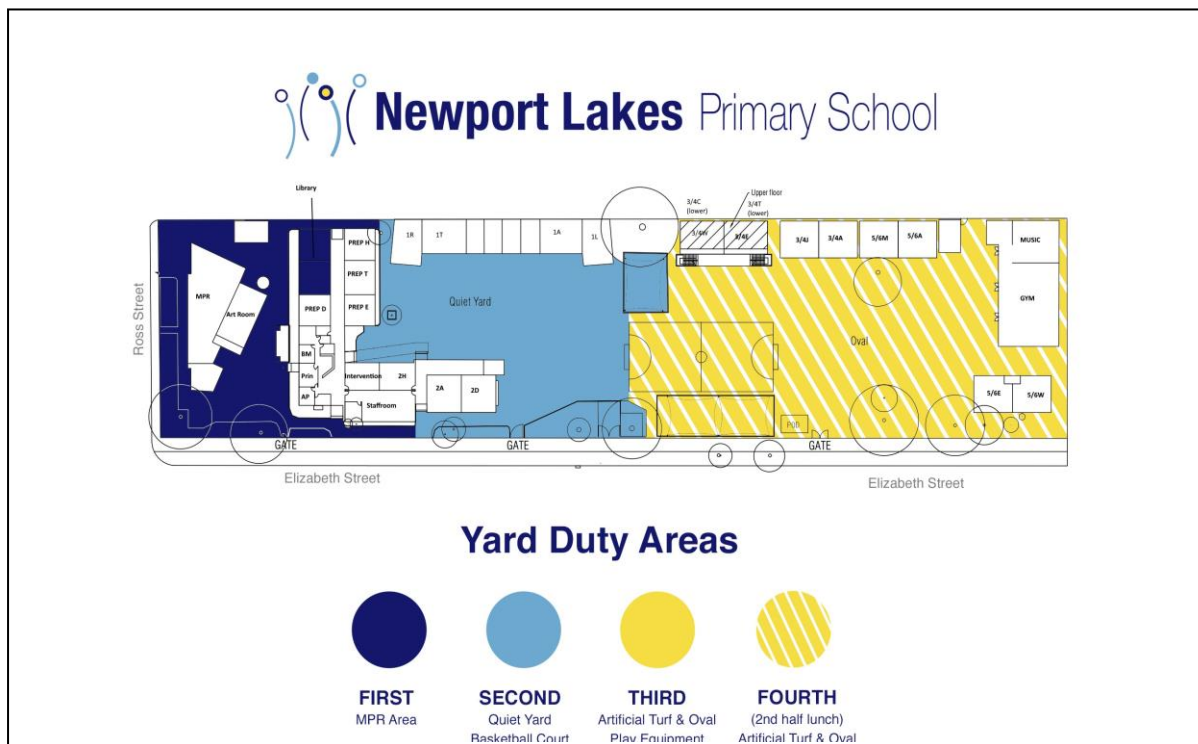 Newport Lakes Primary School
Library
Upper floor
3/4C
(lower)
3/4T
(lower)
PREP H
1R
1T
1A
1L
3/4W
3/4E
3/4J
3/4A
5/6M
5/6A
MUSIC
PREP T
MPR
Art Room
PREP D
PREP E
Quiet Yard
GYM
Ross Street
Oval
BM
Prin
Intervention
2H
2A
2D
AP
Staffroom
5/6E
5/6W
GATE
GATE
GATE
Elizabeth Street
Elizabeth Street
Yard Duty Areas
FIRST
MPR Area
SECOND
Quiet Yard
Basketball Court
THIRD
Artificial Turf & Oval
Play Equipment
FOURTH
(2nd half lunch)
Artificial Turf & Oval